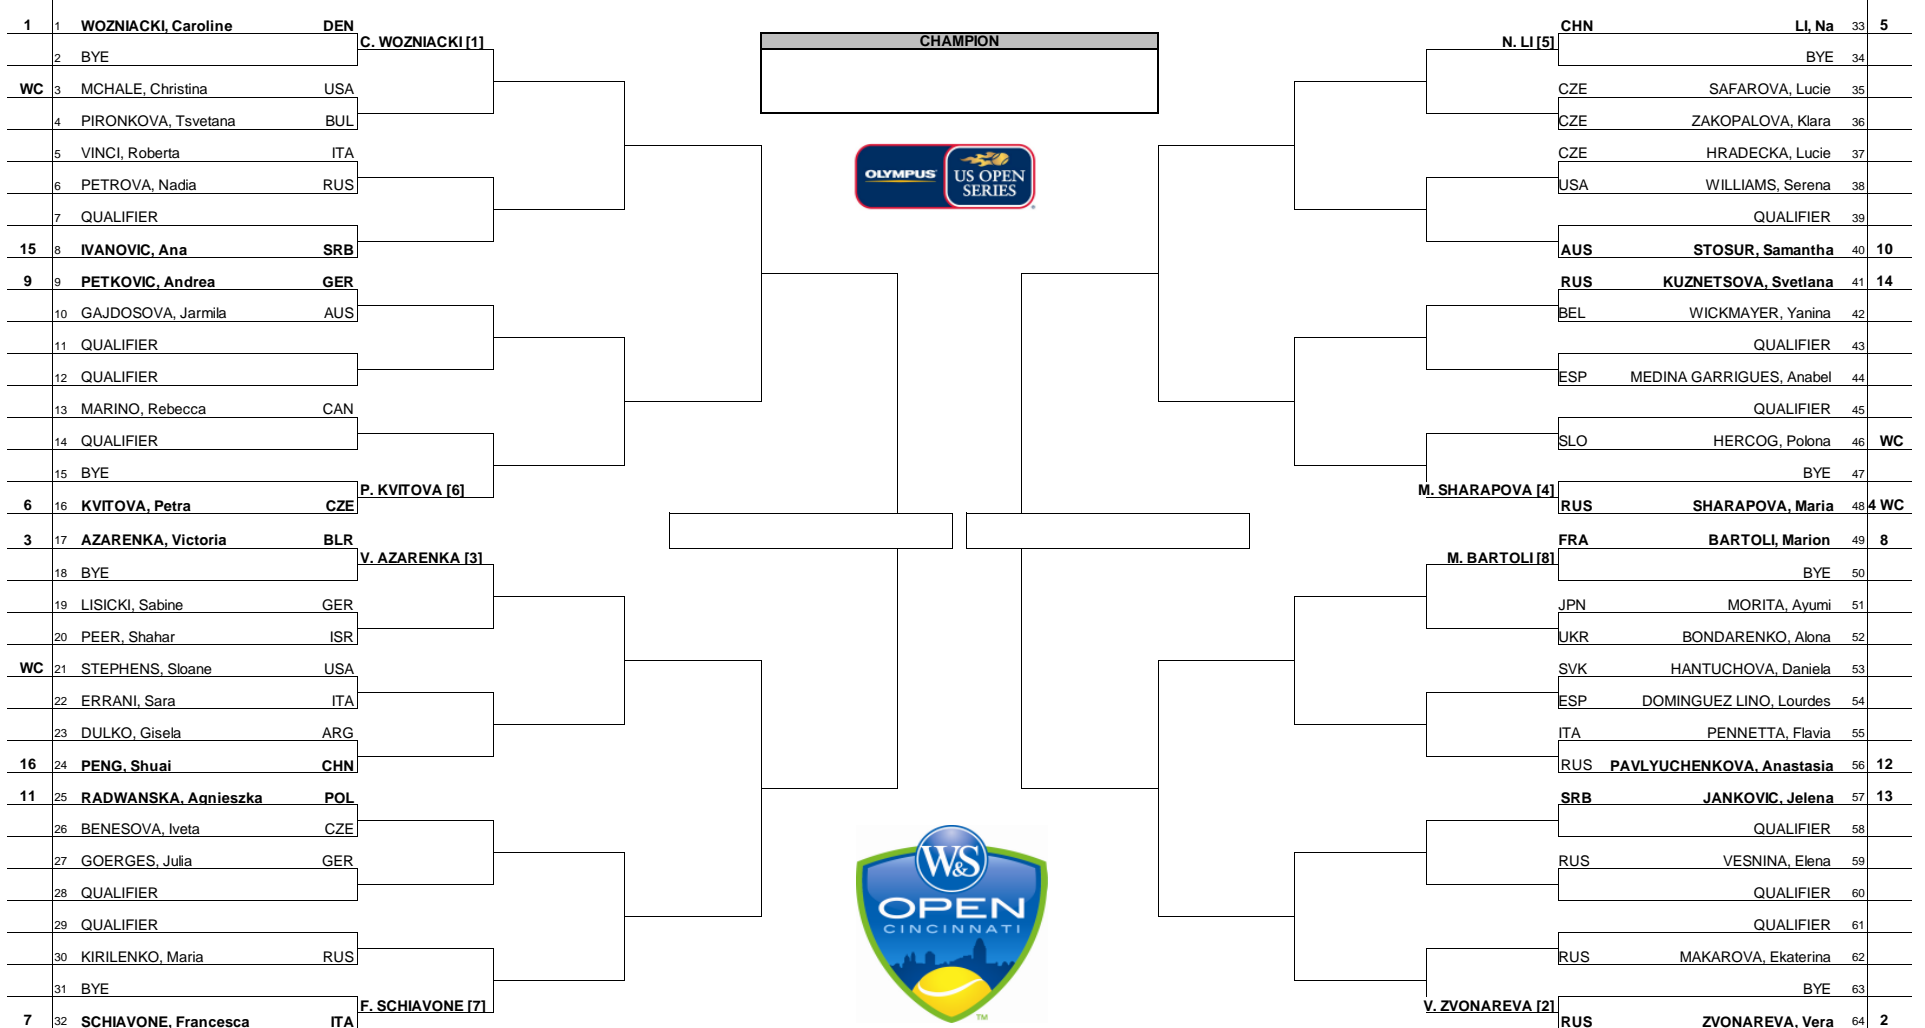 1 1 WOZNIACKI, Caroline DEN
C. WOZNIACKI [1]
2 BYE
WC 3 MCHALE, Christina USA
4 PIRONKOVA, Tsvetana BUL
5 VINCI, Roberta ITA
6 PETROVA, Nadia RUS
7 QUALIFIER
15 8 IVANOVIC, Ana SRB
9 9 PETKOVIC, Andrea GER
10 GAJDOSOVA, Jarmila AUS
11 QUALIFIER
12 QUALIFIER
13 MARINO, Rebecca CAN
14 QUALIFIER
15 BYE
P. KVITOVA [6]
6 16 KVITOVA, Petra CZE
3 17 AZARENKA, Victoria BLR
V. AZARENKA [3]
18 BYE
19 LISICKI, Sabine GER
20 PEER, Shahar ISR
WC 21 STEPHENS, Sloane USA
22 ERRANI, Sara ITA
23 DULKO, Gisela ARG
16 24 PENG, Shuai CHN
11 25 RADWANSKA, Agnieszka POL
26 BENESOVA, Iveta CZE
27 GOERGES, Julia GER
28 QUALIFIER
29 QUALIFIER
30 KIRILENKO, Maria RUS
31 BYE
F. SCHIAVONE [7]
7 32 SCHIAVONE, Francesca ITA
CHAMPION
OLYMPUS US OPEN
SERIES
W&S
OPEN
CINCINNATI
TM
CHN LI, Na 33 5
N. LI [5]
BYE 34
CZE SAFAROVA, Lucie 35
CZE ZAKOPALOVA, Klara 36
CZE HRADECKA, Lucie 37
USA WILLIAMS, Serena 38
QUALIFIER 39
AUS STOSUR, Samantha 40 10
RUS KUZNETSOVA, Svetlana 41 14
BEL WICKMAYER, Yanina 42
QUALIFIER 43
ESP MEDINA GARRIGUES, Anabel 44
QUALIFIER 45
SLO HERCOG, Polona 46 WC
BYE 47
M. SHARAPOVA [4]
RUS SHARAPOVA, Maria 48 4 WC
FRA BARTOLI, Marion 49 8
M. BARTOLI [8]
BYE 50
JPN MORITA, Ayumi 51
UKR BONDARENKO, Alona 52
SVK HANTUCHOVA, Daniela 53
ESP DOMINGUEZ LINO, Lourdes 54
ITA PENNETTA, Flavia 55
RUS PAVLYUCHENKOVA, Anastasia 56 12
SRB JANKOVIC, Jelena 57 13
QUALIFIER 58
RUS VESNINA, Elena 59
QUALIFIER 60
QUALIFIER 61
RUS MAKAROVA, Ekaterina 62
BYE 63
V. ZVONAREVA [2]
RUS ZVONAREVA, Vera 64 2